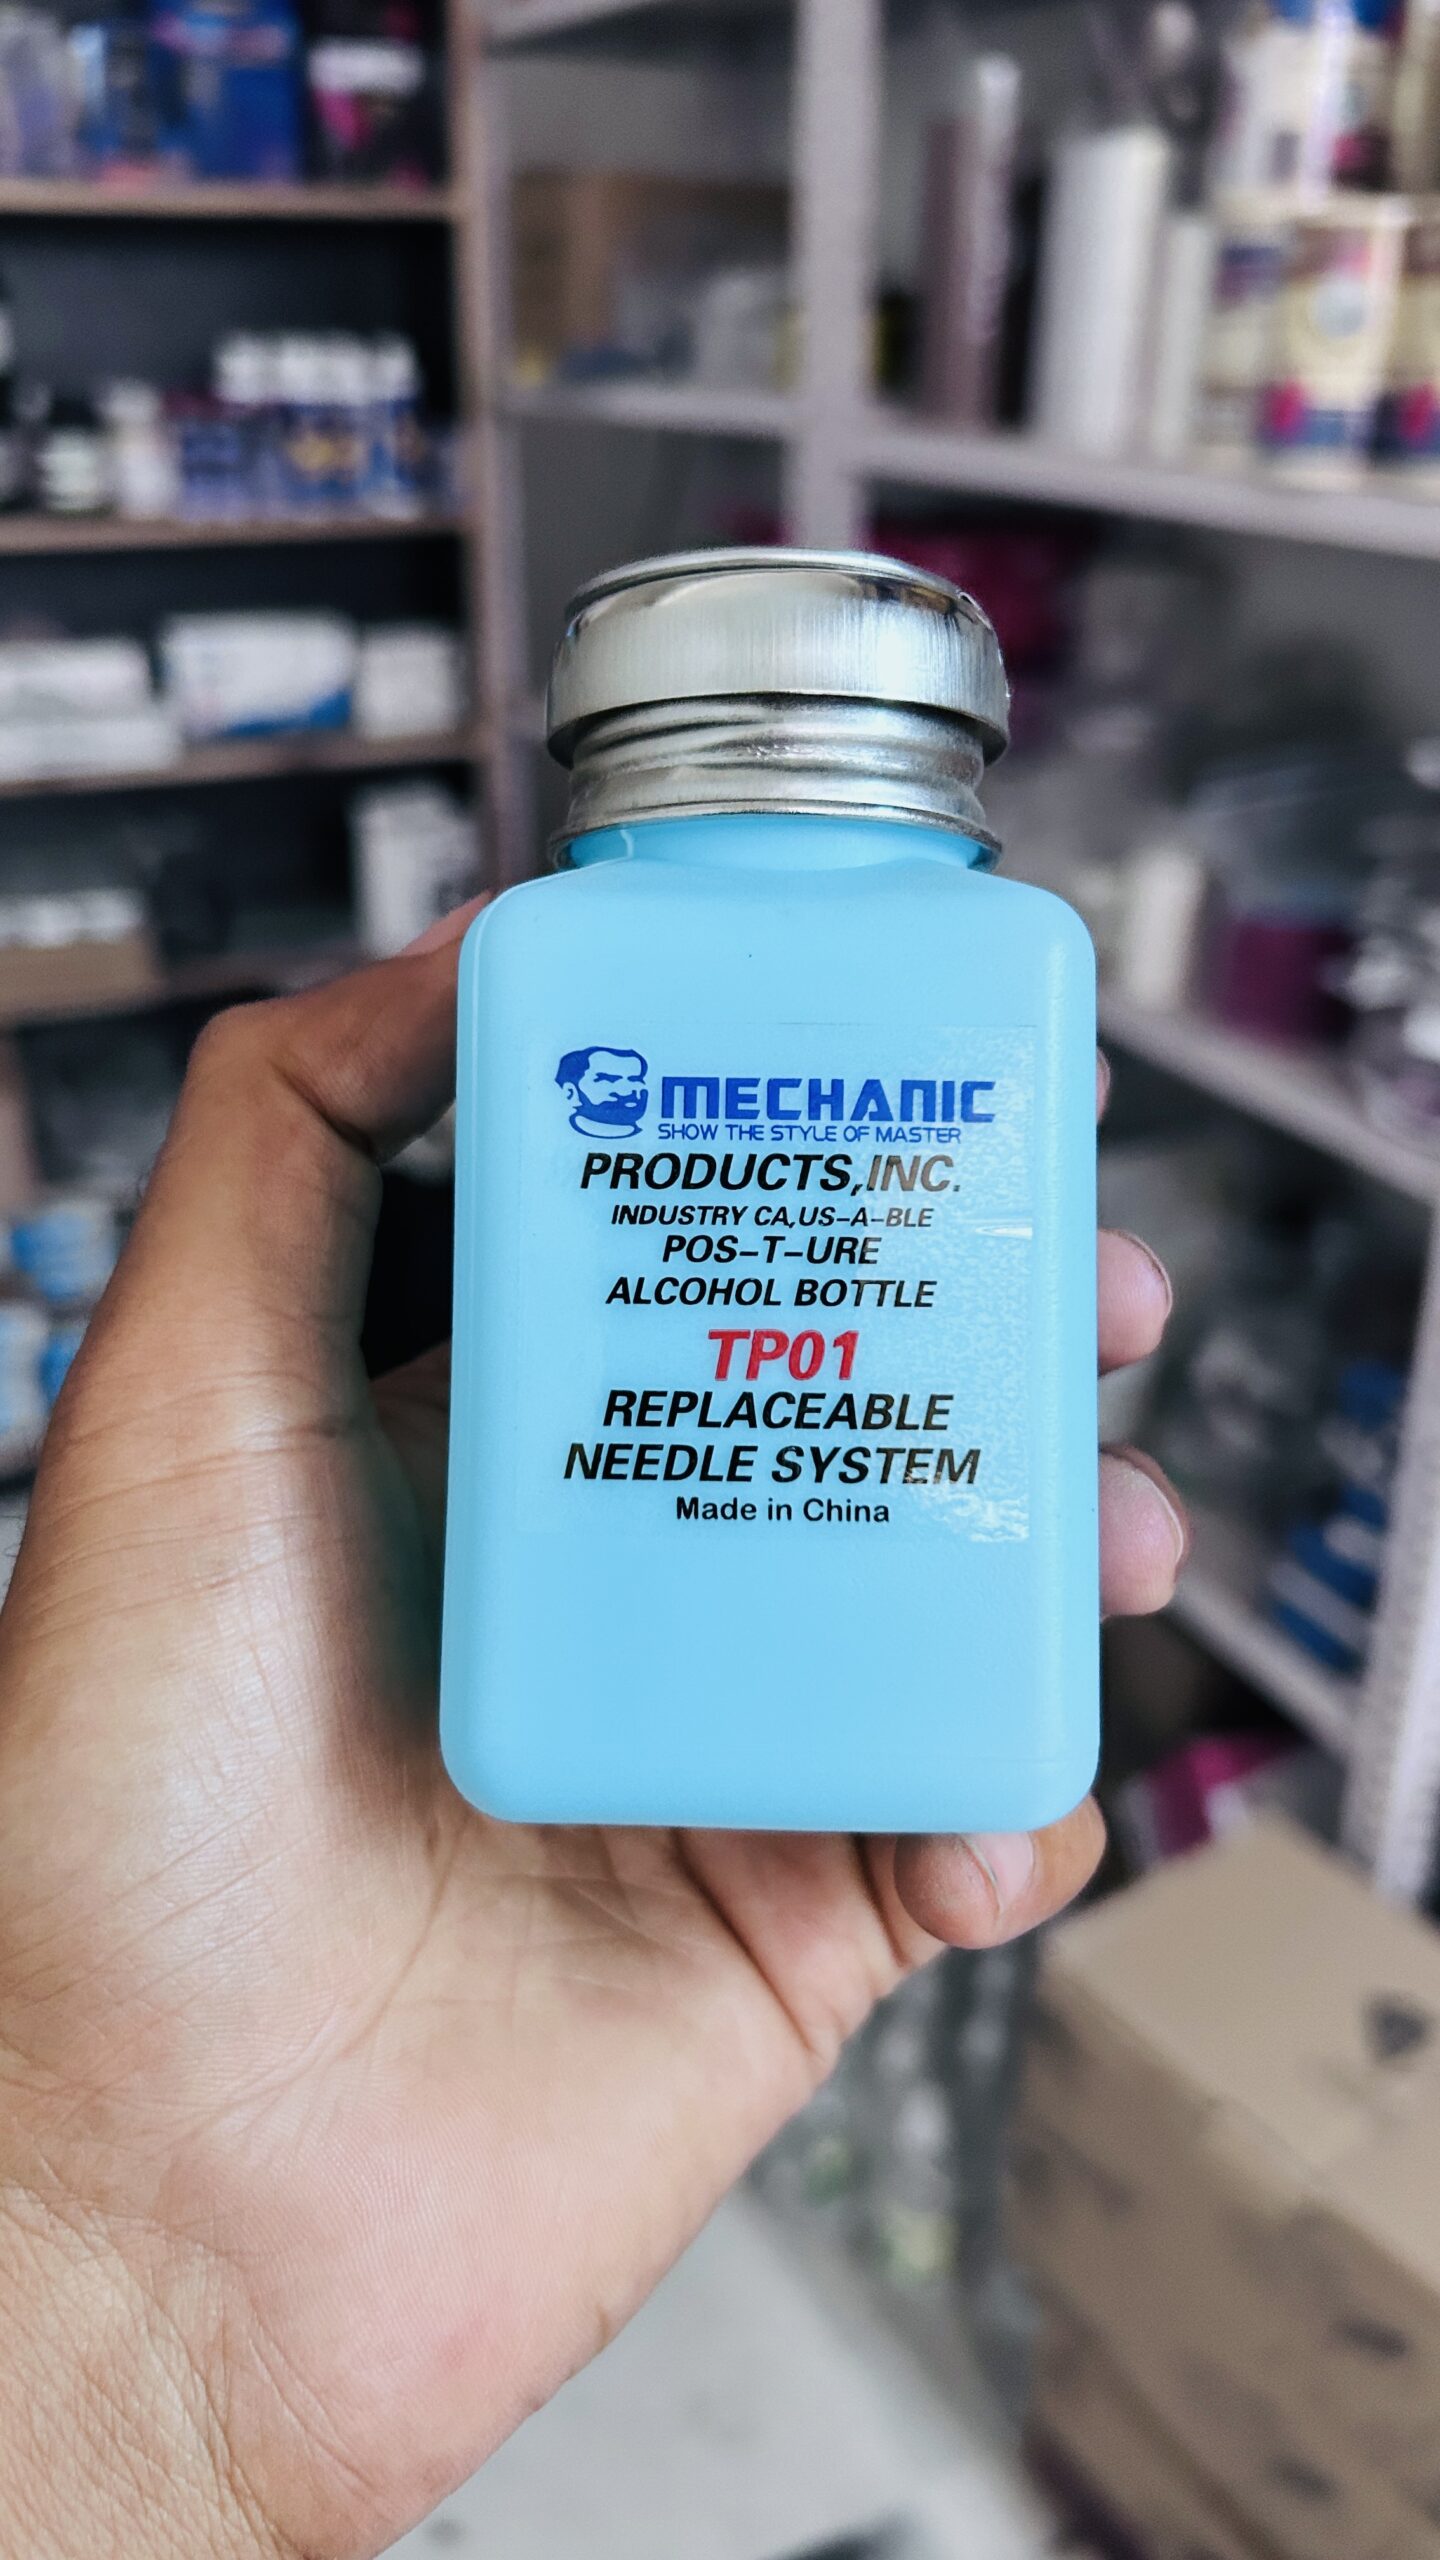 MECHANIC
SHOW THE STYLE OF MASTER
PRODUCTS,INC.
INDUSTRY CA,US-A-BLE
POS-T-URE
ALCOHOL BOTTLE
TP01
REPLACEABLE
NEEDLE SYSTEM
Made in China